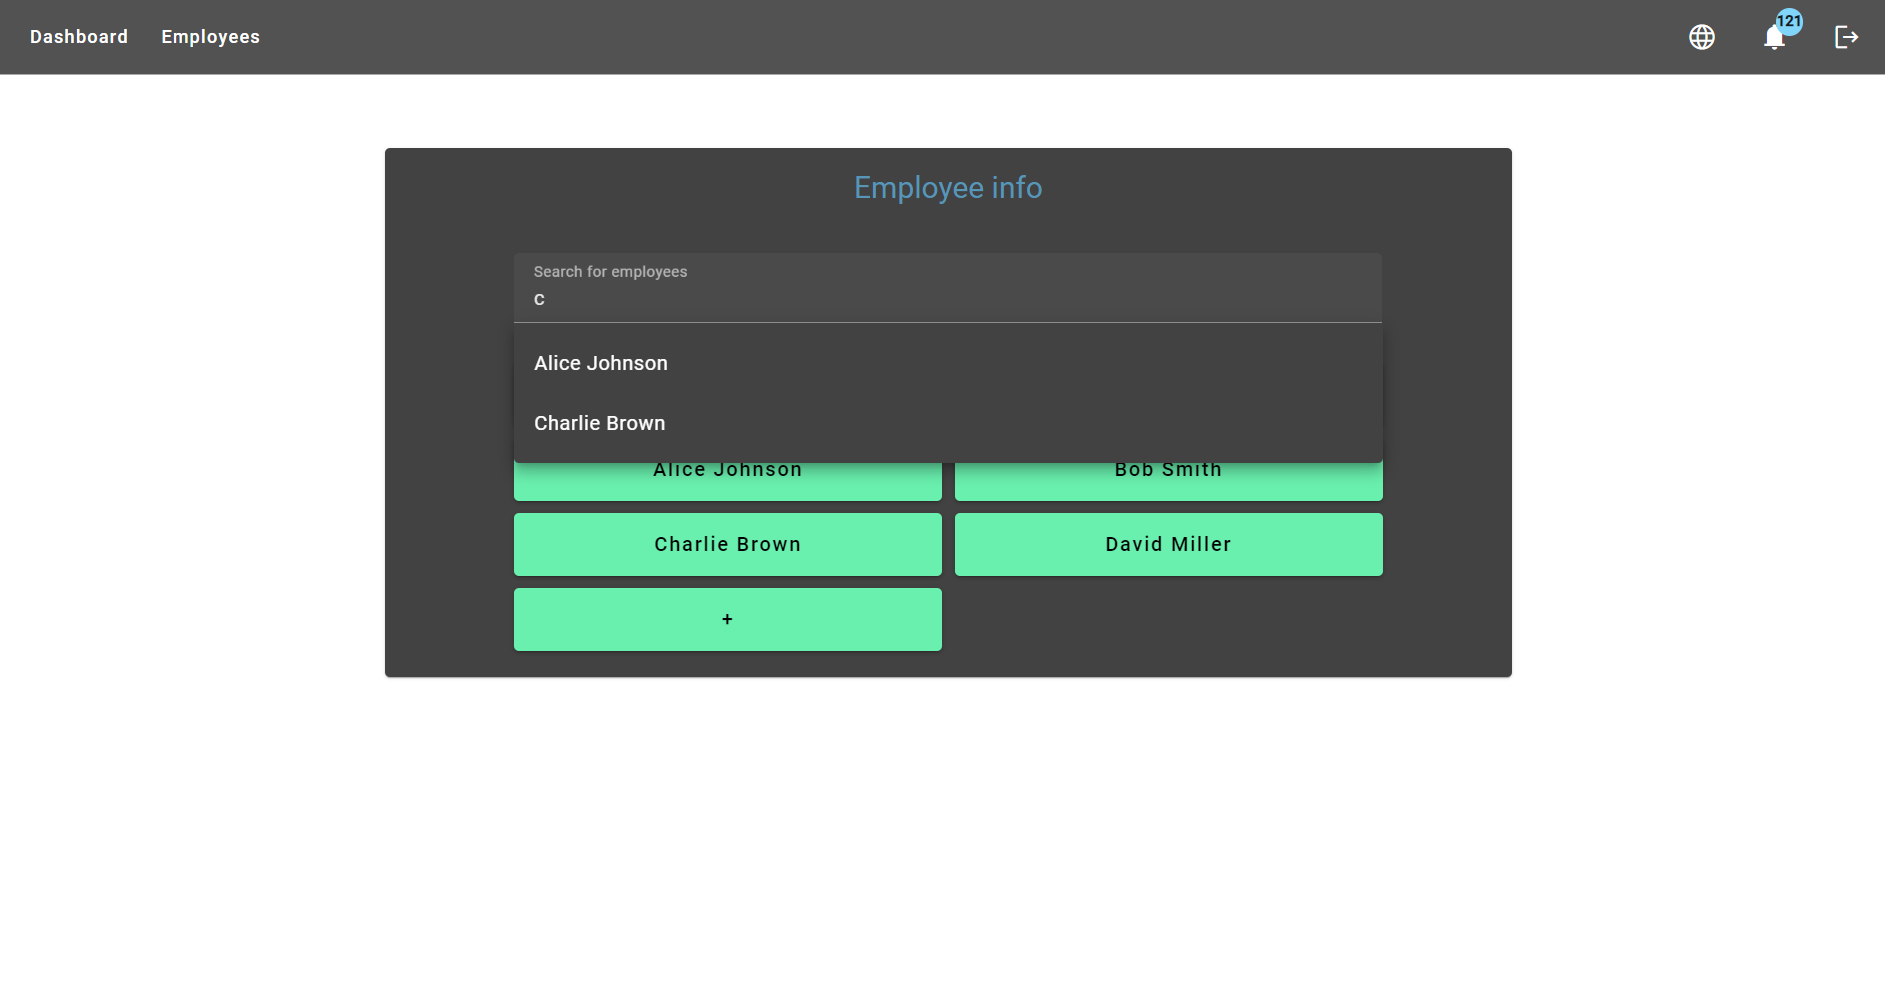 Dashboard Employees 121
Employee info
Search for employees
c
Alice Johnson
Charlie Brown
Alice Johnson Bob Smith
Charlie Brown David Miller
+